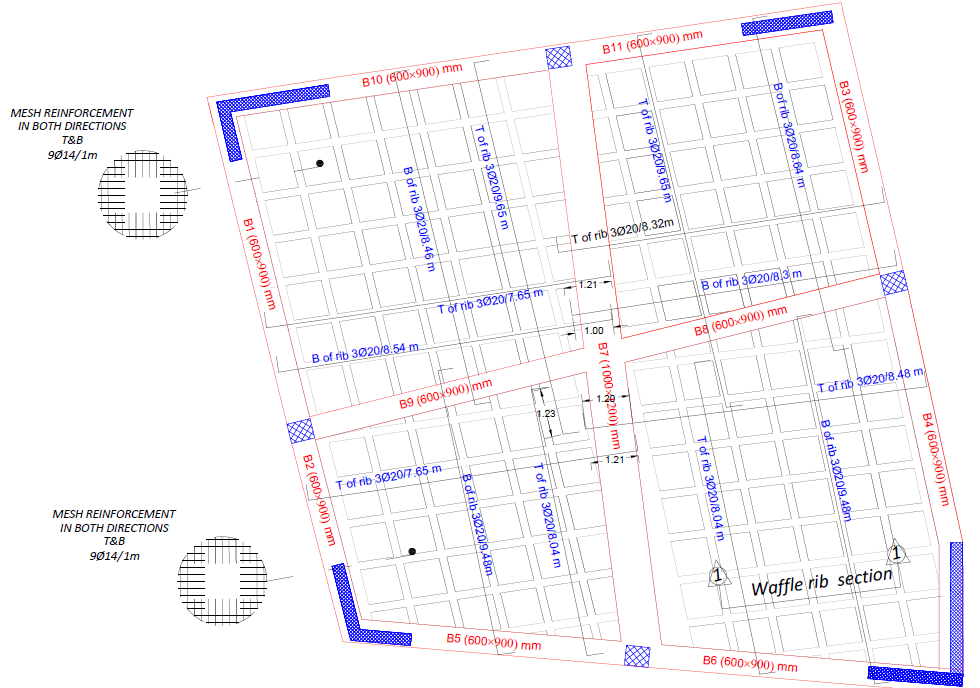 B11 (600×900) mm
B10 (600×900) mm
B3 (600×900) mm
MESH REINFORCEMENT
IN BOTH DIRECTIONS
T&B
9Ø14/1m
T of rib 3Ø20/9.65 m
B of rib 3Ø20/8.46 m
T of rib 3Ø20/9.65 m
B of rib 3Ø20/8.64 m
B1 (600×900) mm
T of rib 3Ø20/8.32m
1.21
B of rib 3Ø20/8.3 m
T of rib 3Ø20/7.65 m
1.00
B8 (600×900) mm
B of rib 3Ø20/8.54 m
B7 (1000×1200) mm
B9 (600×900) mm
T of rib 3Ø20/8.48 m
1.20
1.23
B4 (600×900) mm
1.21
B2 (600×900) mm
T of rib 3Ø20/7.65 m
B of rib 3Ø20/9.48m
T of rib 3Ø20/8.04 m
T of rib 3Ø20/8.04 m
B of rib 3Ø20/9.48m
MESH REINFORCEMENT
IN BOTH DIRECTIONS
T&B
9Ø14/1m
1
1
Waffle rib section
B5 (600×900) mm
B6 (600×900) mm